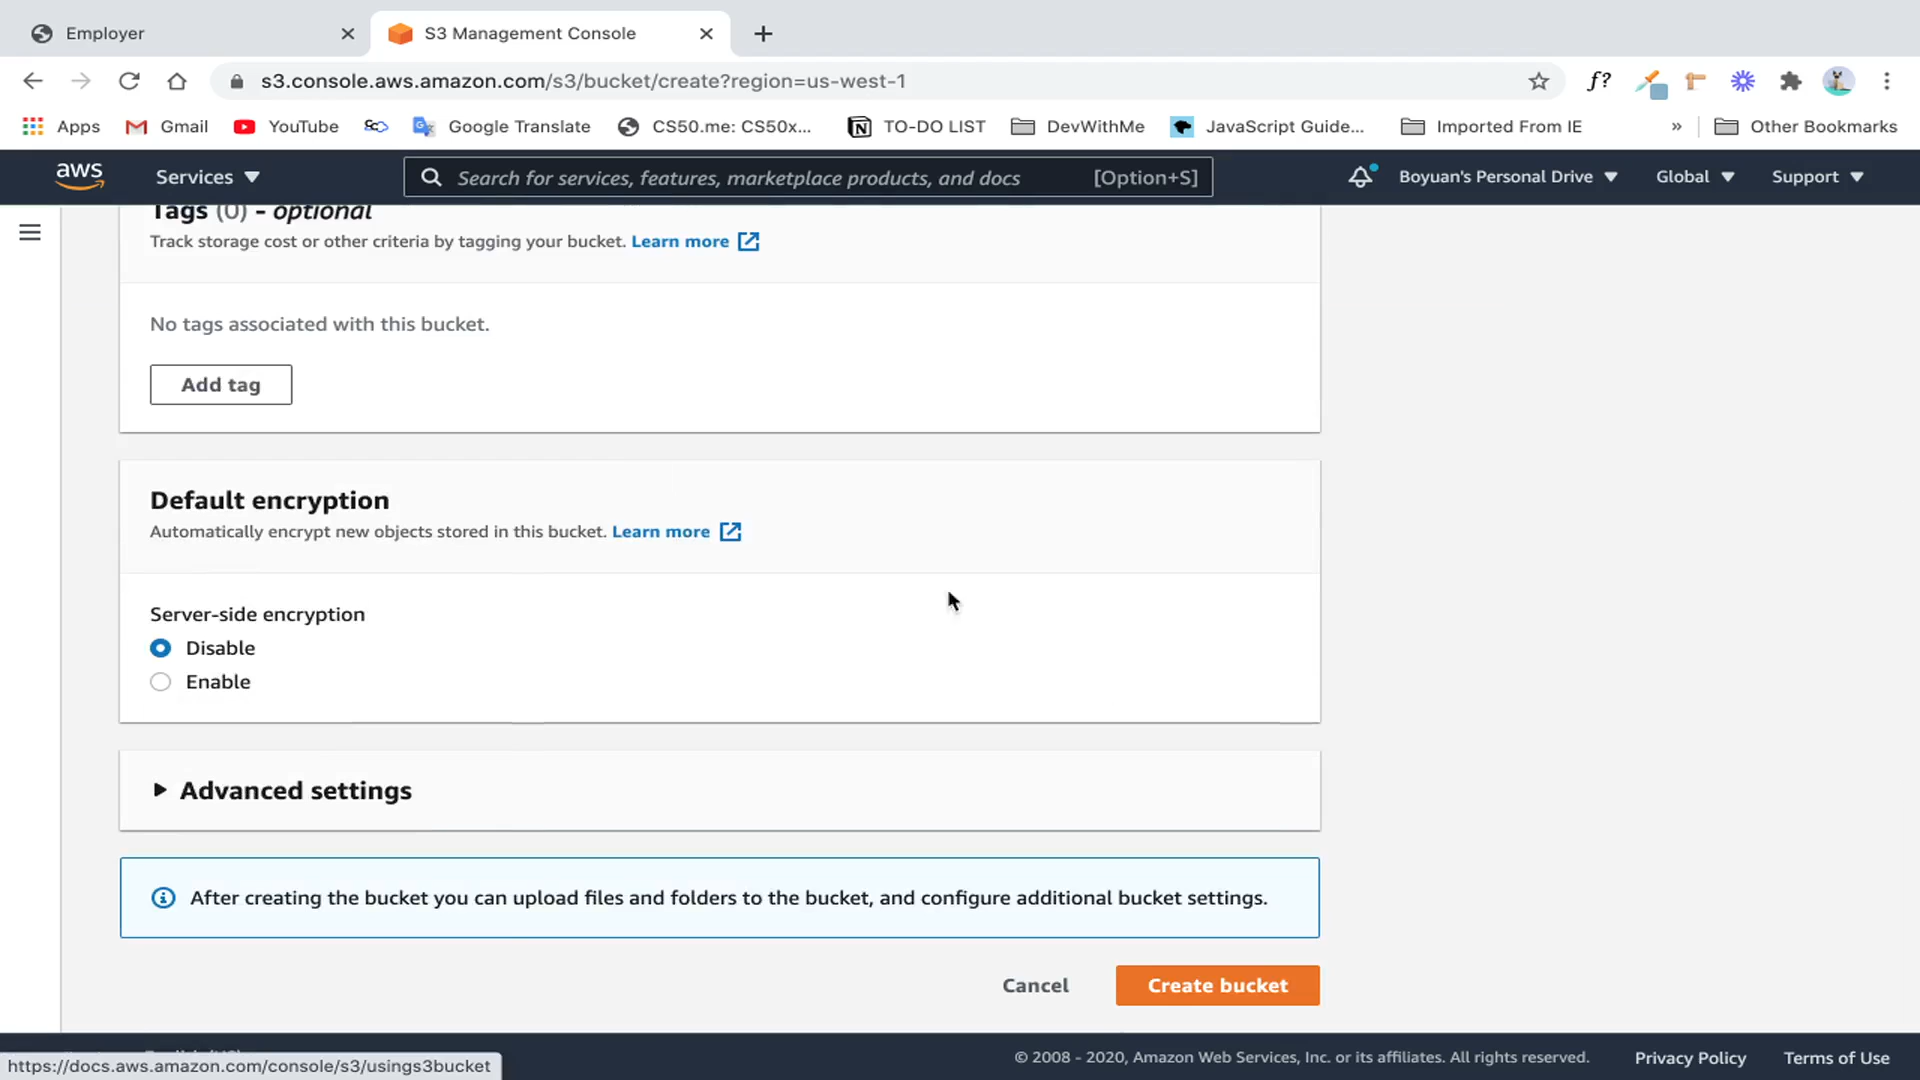 Employer
S3 Management Console
s3.console.aws.amazon.com/s3/bucket/create?region=us-west-1
f?
Apps
Gmail
YouTube
Google Translate
CS50.me: CS50x...
TO-DO LIST
DevWithMe
JavaScript Guide...
Imported From IE
»
Other Bookmarks
aws
Services
Search for services, features, marketplace products, and docs
[Option+S]
Boyuan's Personal Drive
Global
Support
Tags (0) - optional
Track storage cost or other criteria by tagging your bucket. Learn more
No tags associated with this bucket.
Add tag
Default encryption
Automatically encrypt new objects stored in this bucket. Learn more
Server-side encryption
Disable
Enable
Advanced settings
After creating the bucket you can upload files and folders to the bucket, and configure additional bucket settings.
Cancel
Create bucket
© 2008 - 2020, Amazon Web Services, Inc. or its affiliates. All rights reserved.
Privacy Policy
Terms of Use
https://docs.aws.amazon.com/console/s3/usings3bucket